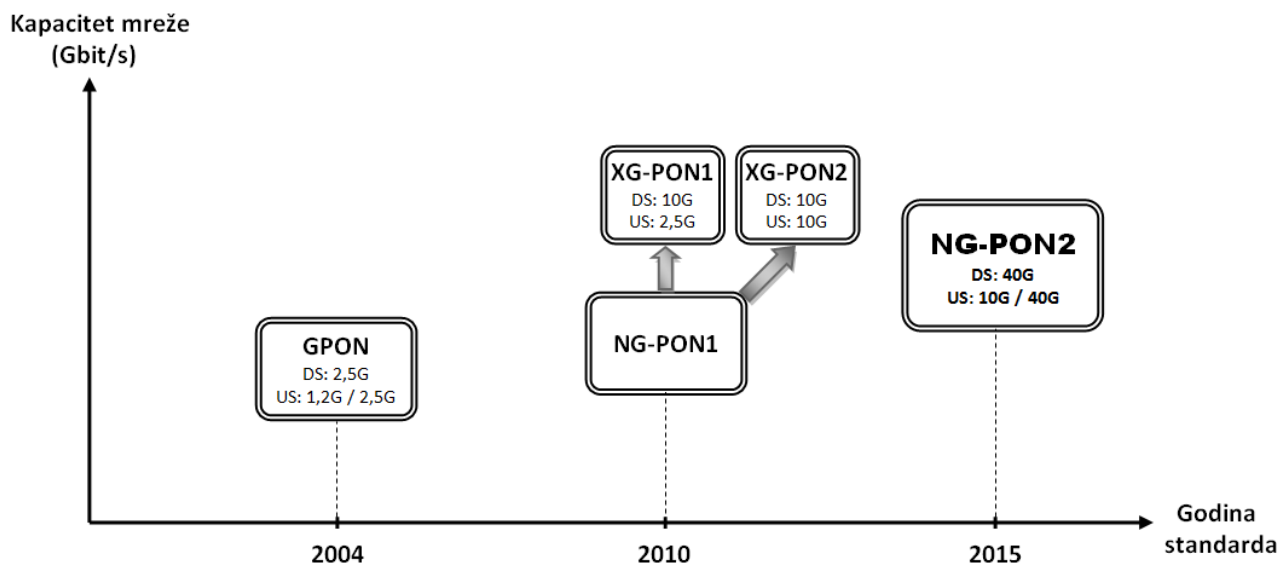 Kapacitet mreže
(Gbit/s)
XG-PON1
DS: 10G
US: 2,5G
XG-PON2
DS: 10G
US: 10G
NG-PON2
DS: 40G
US: 10G / 40G
GPON
DS: 2,5G
US: 1,2G / 2,5G
NG-PON1
2004
2010
2015
Godina
standarda